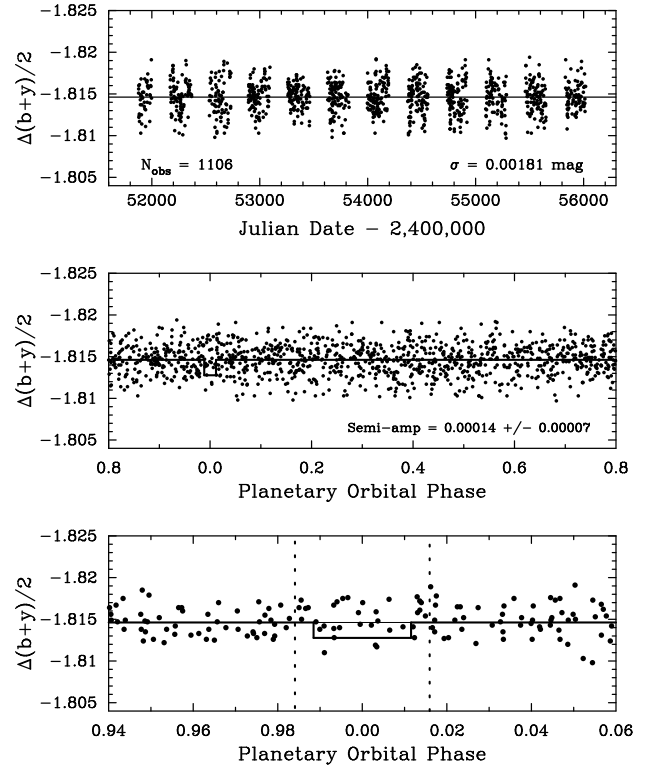 −1.825
−1.82
−1.815
−1.81
−1.805
Δ(b+y)/2
N_obs = 1106
σ = 0.00181 mag
52000 53000 54000 55000 56000
Julian Date − 2,400,000
−1.825
−1.82
−1.815
−1.81
−1.805
Δ(b+y)/2
Semi-amp = 0.00014 +/- 0.00007
0.8 0.0 0.2 0.4 0.6 0.8
Planetary Orbital Phase
−1.825
−1.82
−1.815
−1.81
−1.805
Δ(b+y)/2
0.94 0.96 0.98 0.00 0.02 0.04 0.06
Planetary Orbital Phase